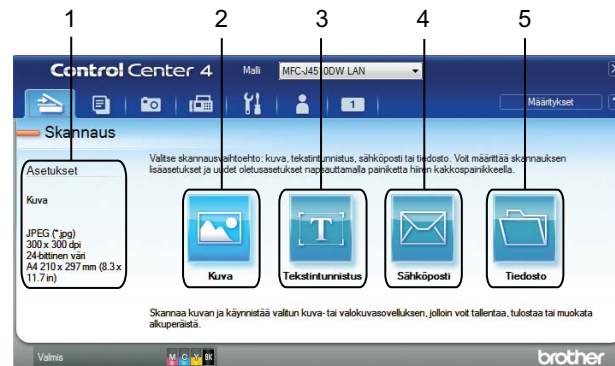 1 2 3 4 5
Control Center 4 Malli MFC-J4510DW LAN
1 Määritykset
Skannaus
Asetukset
Kuva
JPEG (*.jpg)
300 x 300 dpi
24-bittinen väri
A4 210 x 297 mm (8.3 x
11.7 in)
Valitse skannausvaihtoehto: kuva, tekstintunnistus, sähköposti tai tiedosto. Voit määrittää skannauksen
lisäasetukset ja uudet oletusasetukset napsauttamalla painiketta hiiren kakkospainikkeella.
T
Kuva Tekstintunnistus Sähköposti Tiedosto
Skannaa kuvan ja käynnistää valitun kuva- tai valokuvasovelluksen, jolloin voit tallentaa, tulostaa tai muokata
alkuperäistä.
Valmis M C Y BK brother